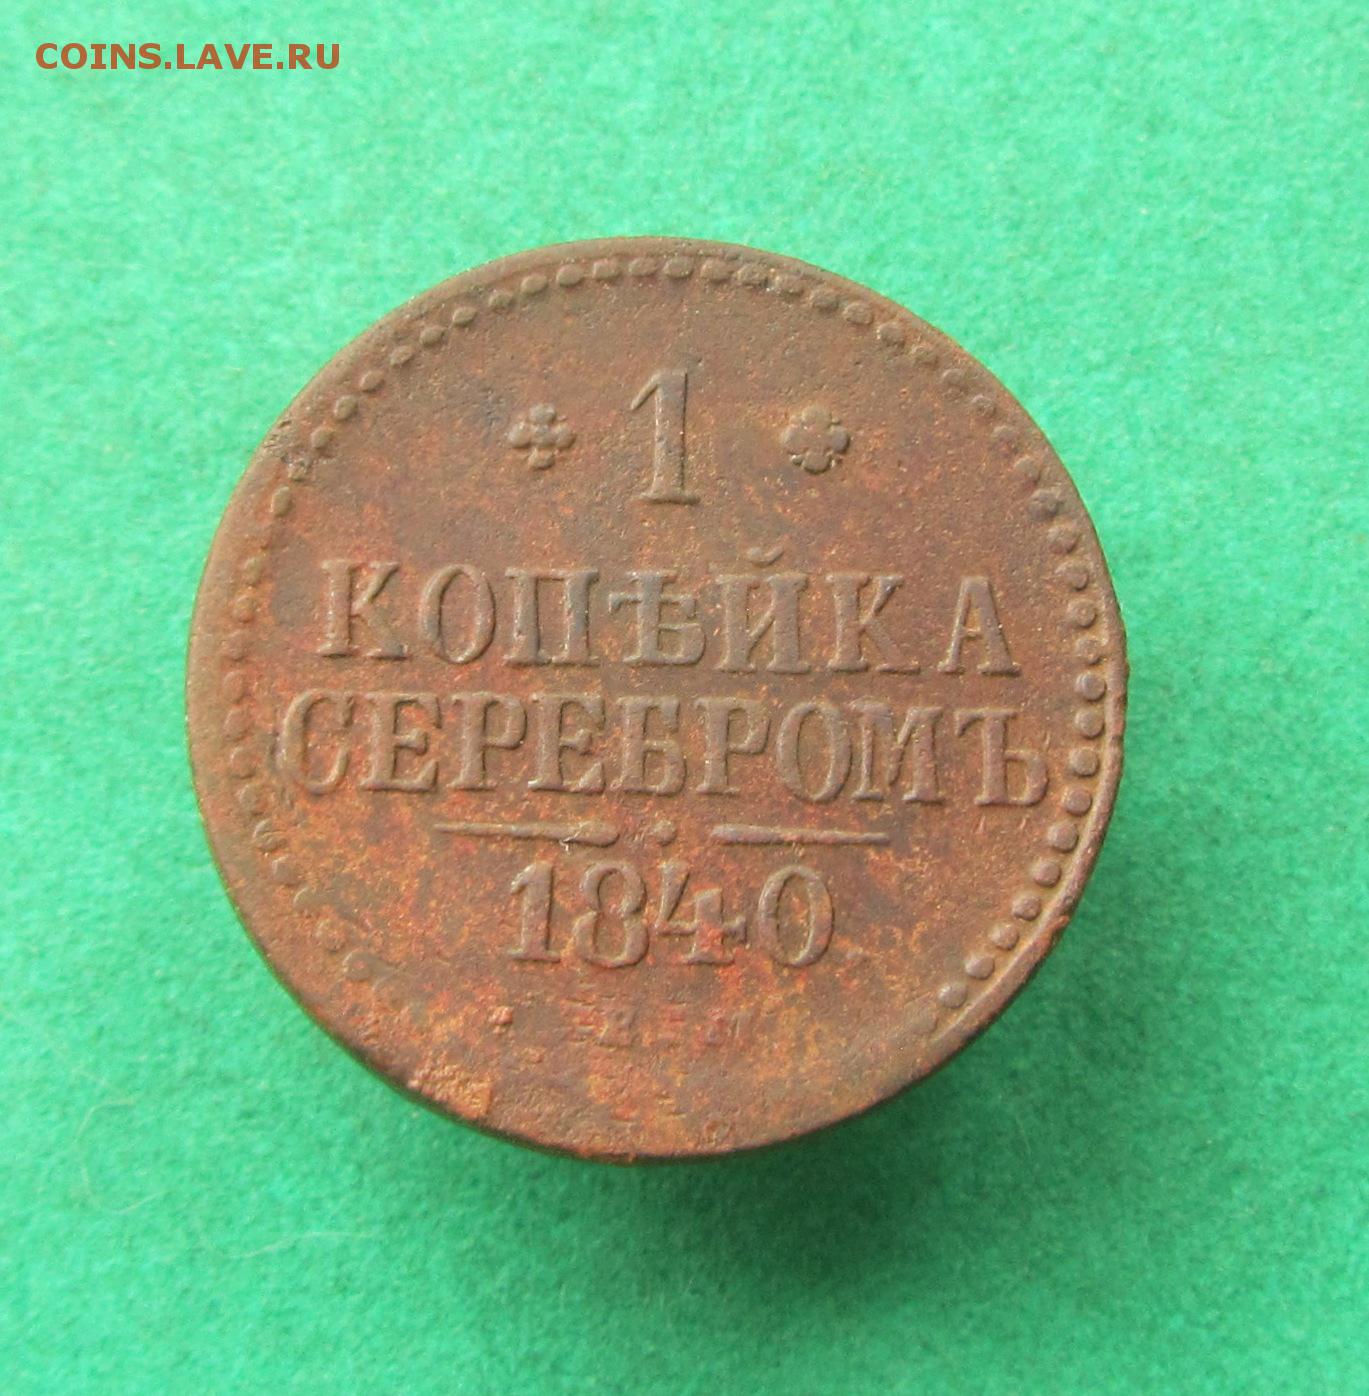 COINS.LAVE.RU
1
КОПѢЙКА
СЕРЕБРОМЪ
1840